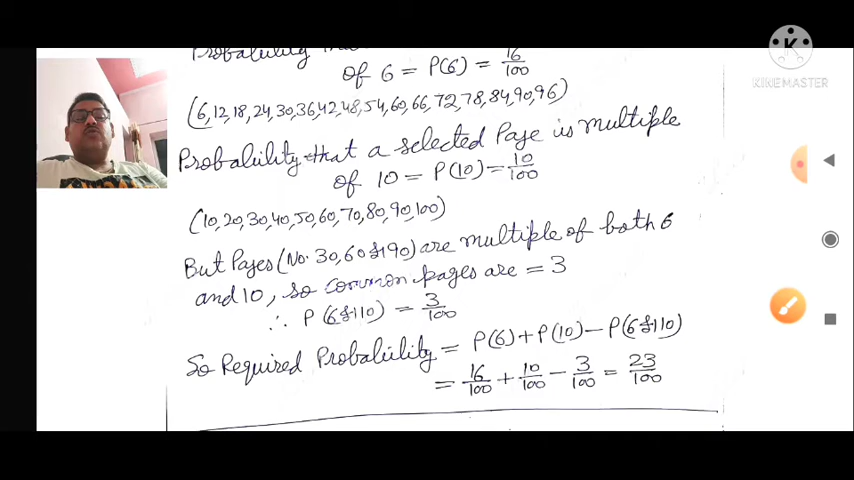 Probability
of 6 = P(6) = 16/100
(6,12,18,24,30,36,42,48,54,60,66,72,78,84,90,96)
Probability that a selected Page is multiple
of 10 = P(10) = 10/100
(10,20,30,40,50,60,70,80,90,100)
But Pages (No. 30,60 & 90) are multiple of both 6
and 10, so common pages are = 3
∴ P(6 & 10) = 3/100
So Required Probability = P(6) + P(10) − P(6 & 10)
= 16/100 + 10/100 − 3/100 = 23/100
KINEMASTER